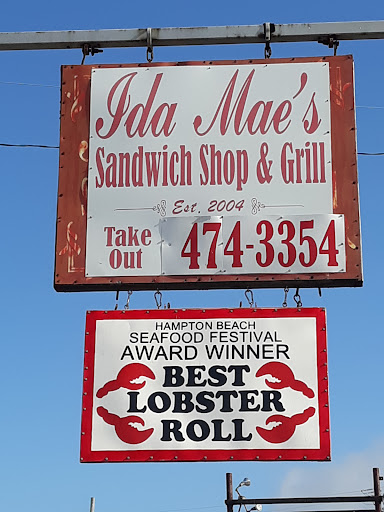 Ida Mae's
Sandwich Shop & Grill
Est. 2004
Take Out 474-3354
HAMPTON BEACH
SEAFOOD FESTIVAL
AWARD WINNER
BEST
LOBSTER
ROLL